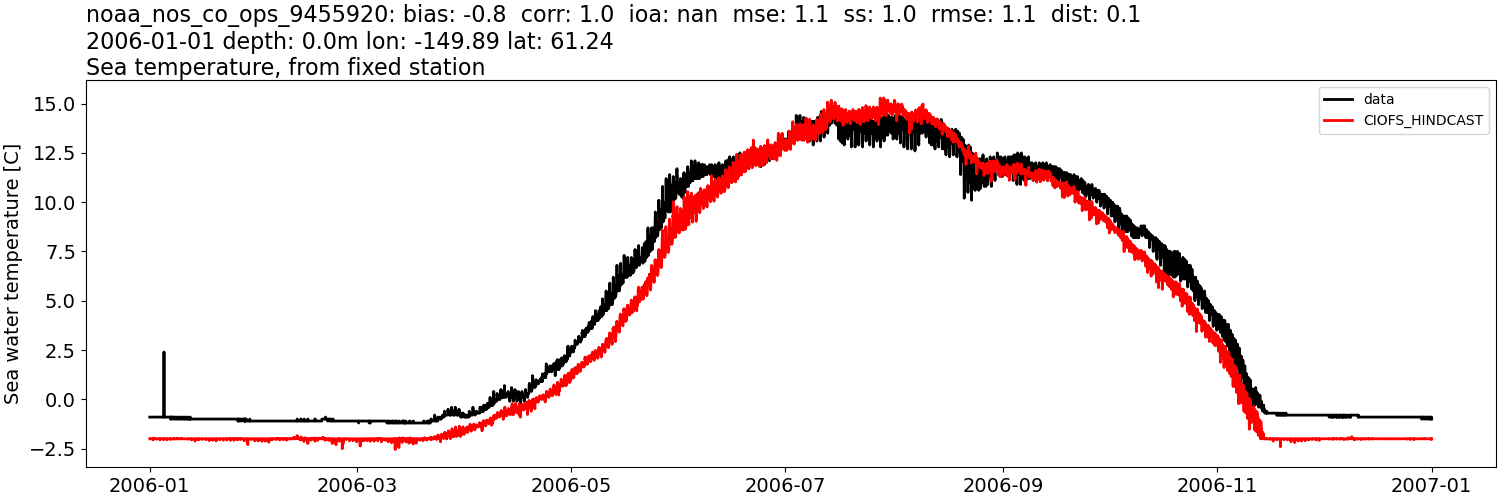 noaa_nos_co_ops_9455920: bias: -0.8  corr: 1.0  ioa: nan  mse: 1.1  ss: 1.0  rmse: 1.1  dist: 0.1
2006-01-01 depth: 0.0m lon: -149.89 lat: 61.24
Sea temperature, from fixed station
data
CIOFS_HINDCAST
Sea water temperature [C]
15.0
12.5
10.0
7.5
5.0
2.5
0.0
−2.5
2006-01
2006-03
2006-05
2006-07
2006-09
2006-11
2007-01